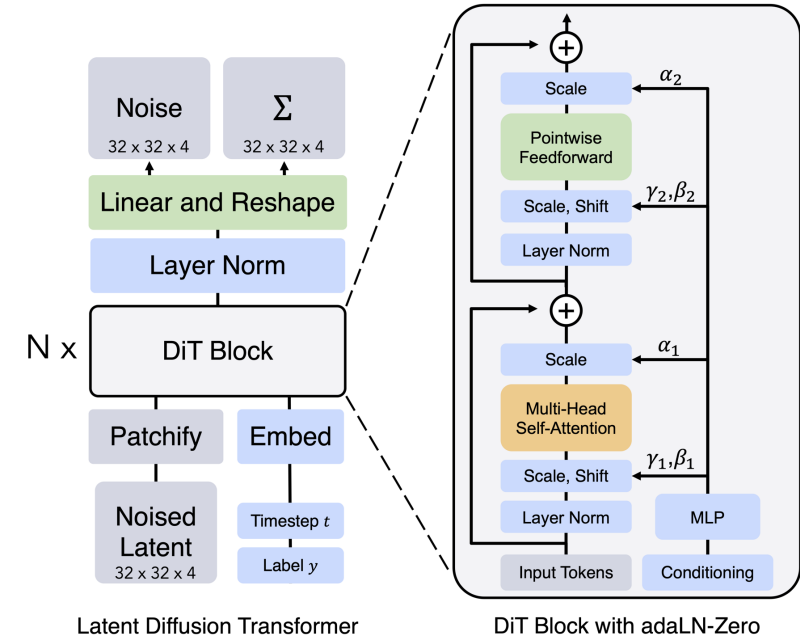 Noise
32 x 32 x 4
Σ
32 x 32 x 4
Linear and Reshape
Layer Norm
N x
DiT Block
Patchify
Embed
Noised
Latent
32 x 32 x 4
Timestep t
Label y
Latent Diffusion Transformer
+
Scale
α₂
Pointwise
Feedforward
Scale, Shift
γ₂,β₂
Layer Norm
+
Scale
α₁
Multi-Head
Self-Attention
Scale, Shift
γ₁,β₁
Layer Norm
MLP
Input Tokens
Conditioning
DiT Block with adaLN-Zero